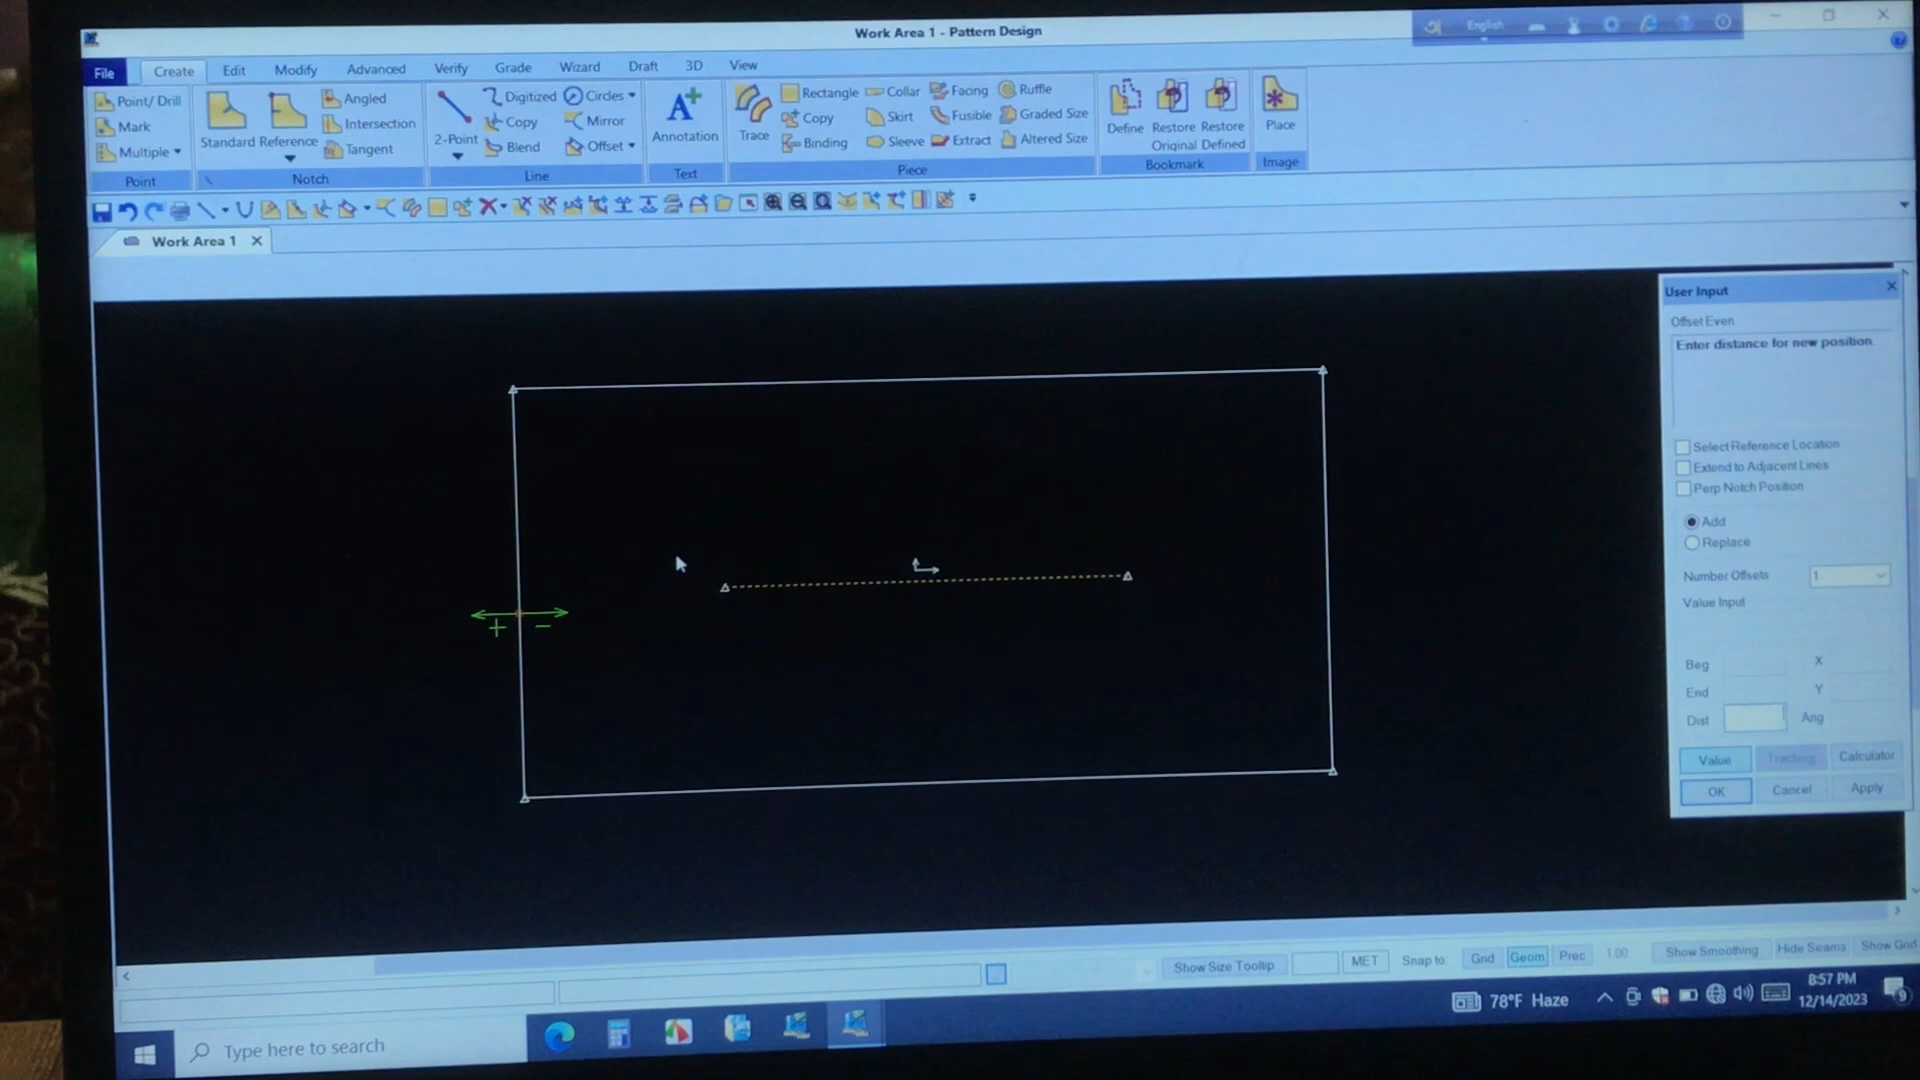 Work Area 1 - Pattern Design
English
File Create Edit Modify Advanced Verify Grade Wizard Draft 3D View
Point/ Drill
Mark
Multiple
Point
Standard Reference
Angled
Intersection
Tangent
Notch
2-Point
Digitized
Copy
Blend
Circles
Mirror
Offset
Line
A+
Annotation
Text
Trace
Rectangle
Copy
Binding
Collar
Skirt
Sleeve
Facing
Fusible
Extract
Ruffle
Graded Size
Altered Size
Piece
Define Restore Restore
Original Defined
Bookmark
Place
Image
Work Area 1
+ −
User Input
Offset Even
Enter distance for new position.
Select Reference Location
Extend to Adjacent Lines
Perp Notch Position
Add
Replace
Number Offsets 1
Value Input
Beg X
End Y
Dist Ang
Value Tracking Calculator
OK Cancel Apply
Show Size Tooltip MET Snap to Grid Geom Prec 1.00 Show Smoothing Hide Seams Show Grid
Type here to search
78°F Haze
8:57 PM
12/14/2023
9